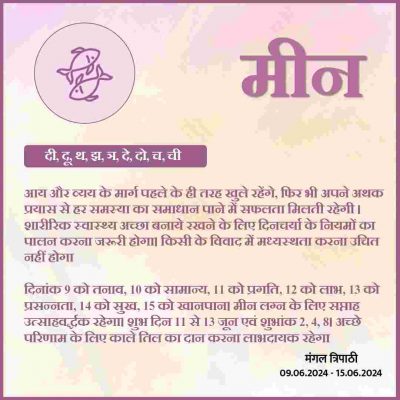 मीन
दी, दू, थ, झ, ञ, दे, दो, च, ची
आय और व्यय के मार्ग पहले के ही तरह खुले रहेंगे, फिर भी अपने अथक
प्रयास से हर समस्या का समाधान पाने में सफलता मिलती रहेगी ।
शारीरिक स्वास्थ्य अच्छा बनाये रखने के लिए दिनचर्या के नियमों का
पालन करना जरूरी होगा। किसी के विवाद में मध्यस्थता करना उचित
नहीं होगा
दिनांक 9 को तनाव, 10 को सामान्य, 11 को प्रगति, 12 को लाभ, 13 को
प्रसन्नता, 14 को सुख, 15 को खानपान। मीन लग्न के लिए सप्ताह
उत्साहवर्द्धक रहेगा। शुभ दिन 11 से 13 जून एवं शुभांक 2, 4, 8। अच्छे
परिणाम के लिए काले तिल का दान करना लाभदायक रहेगा
मंगल त्रिपाठी
09.06.2024 - 15.06.2024